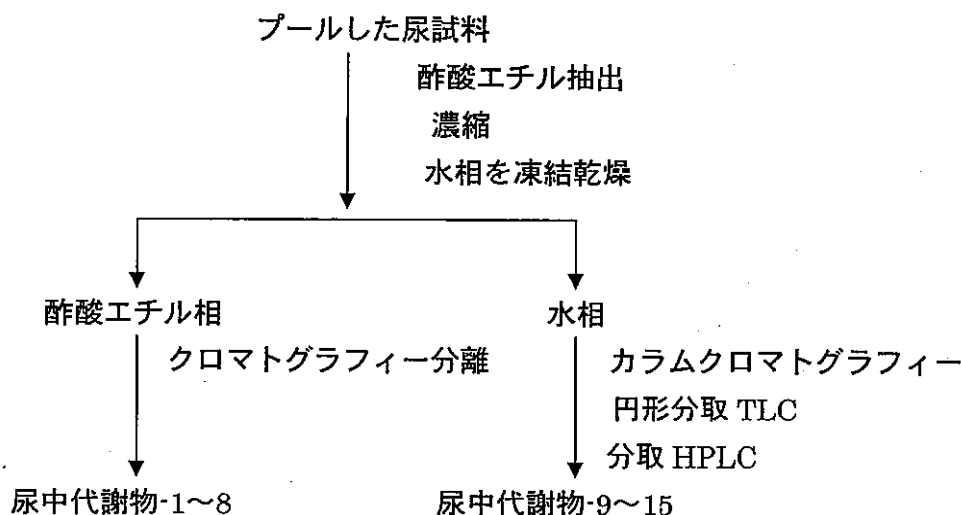 プールした尿試料
酢酸エチル抽出
濃縮
水相を凍結乾燥
酢酸エチル相
水相
クロマトグラフィー分離
カラムクロマトグラフィー
円形分取 TLC
分取 HPLC
尿中代謝物-1～8
尿中代謝物-9～15